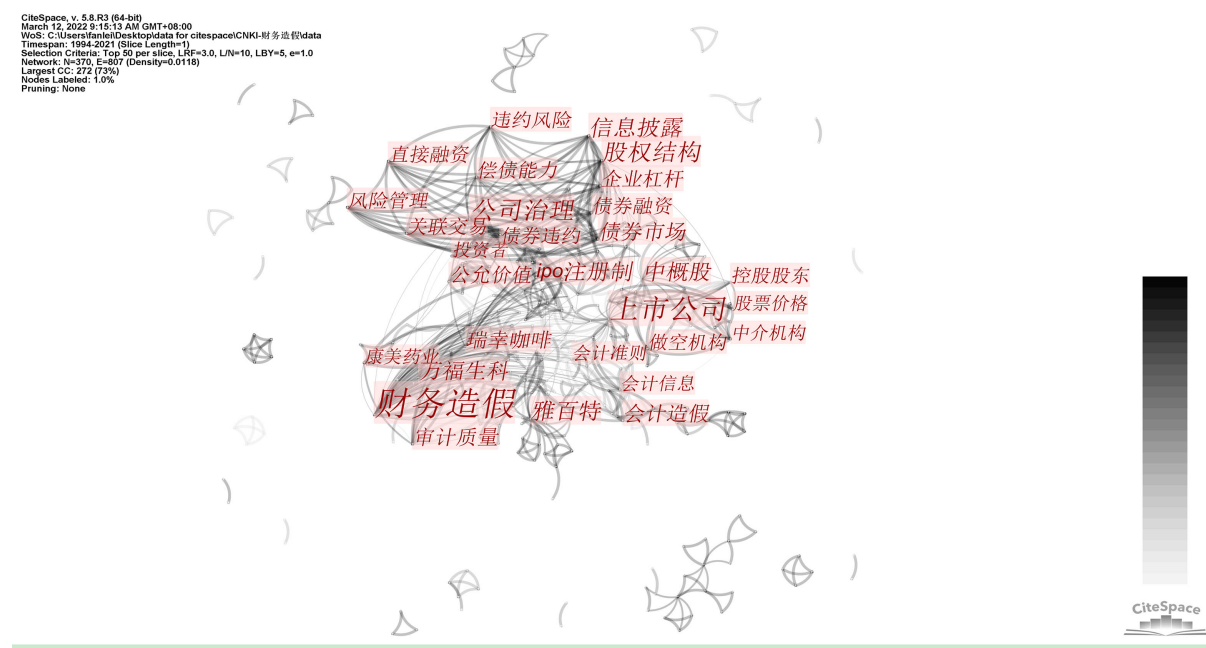 CiteSpace, v. 5.8.R3 (64-bit)
March 12, 2022 9:15:13 AM GMT+08:00
WoS: C:\Users\fanlei\Desktop\data for citespace\CNKI-财务造假\data
Timespan: 1994-2021 (Slice Length=1)
Selection Criteria: Top 50 per slice, LRF=3.0, L/N=10, LBY=5, e=1.0
Network: N=370, E=807 (Density=0.0118)
Largest CC: 272 (73%)
Nodes Labeled: 1.0%
Pruning: None
违约风险
信息披露
直接融资
股权结构
偿债能力
企业杠杆
风险管理
公司治理
债券融资
关联交易
债券违约
债券市场
投资者
公允价值
ipo注册制
中概股
控股股东
上市公司
股票价格
瑞幸咖啡
做空机构
中介机构
康美药业
会计准则
万福生科
会计信息
财务造假
雅百特
会计造假
审计质量
CiteSpace